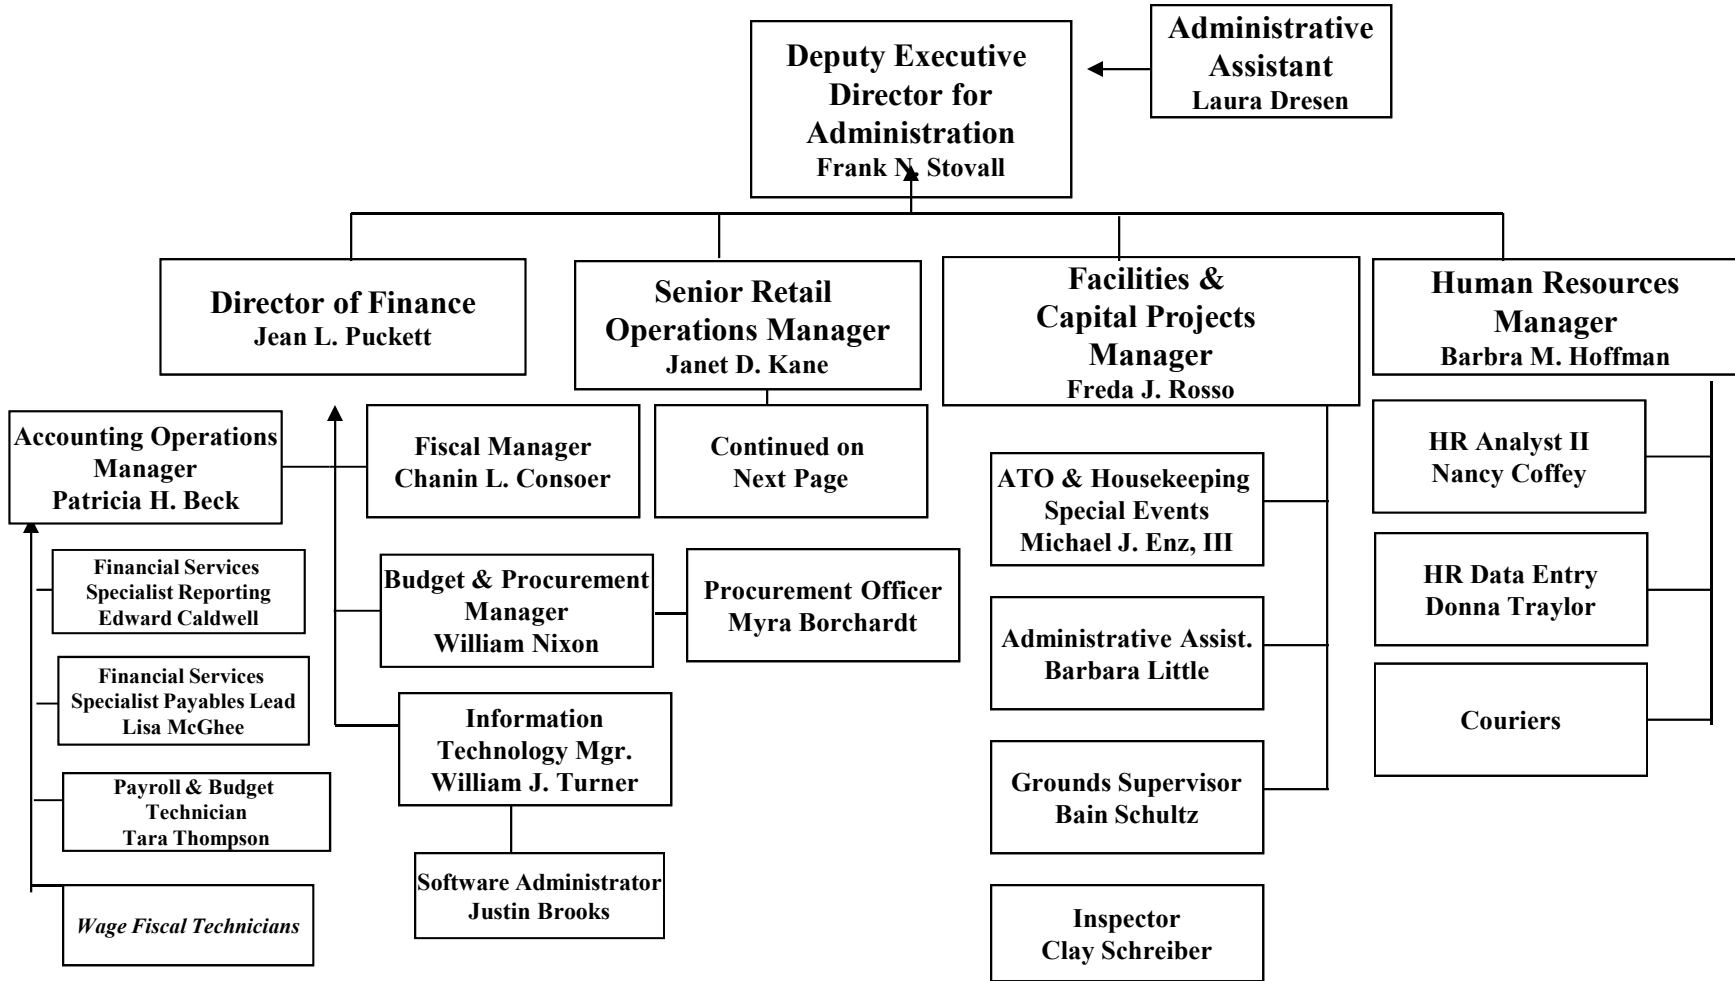 Deputy Executive
Director for
Administration
Frank N. Stovall
Administrative
Assistant
Laura Dresen
Director of Finance
Jean L. Puckett
Senior Retail
Operations Manager
Janet D. Kane
Facilities &
Capital Projects
Manager
Freda J. Rosso
Human Resources
Manager
Barbra M. Hoffman
Accounting Operations
Manager
Patricia H. Beck
Fiscal Manager
Chanin L. Consoer
Continued on
Next Page
ATO & Housekeeping
Special Events
Michael J. Enz, III
HR Analyst II
Nancy Coffey
Financial Services
Specialist Reporting
Edward Caldwell
Budget & Procurement
Manager
William Nixon
Procurement Officer
Myra Borchardt
Administrative Assist.
Barbara Little
HR Data Entry
Donna Traylor
Financial Services
Specialist Payables Lead
Lisa McGhee
Information
Technology Mgr.
William J. Turner
Grounds Supervisor
Bain Schultz
Couriers
Payroll & Budget
Technician
Tara Thompson
Software Administrator
Justin Brooks
Wage Fiscal Technicians
Inspector
Clay Schreiber